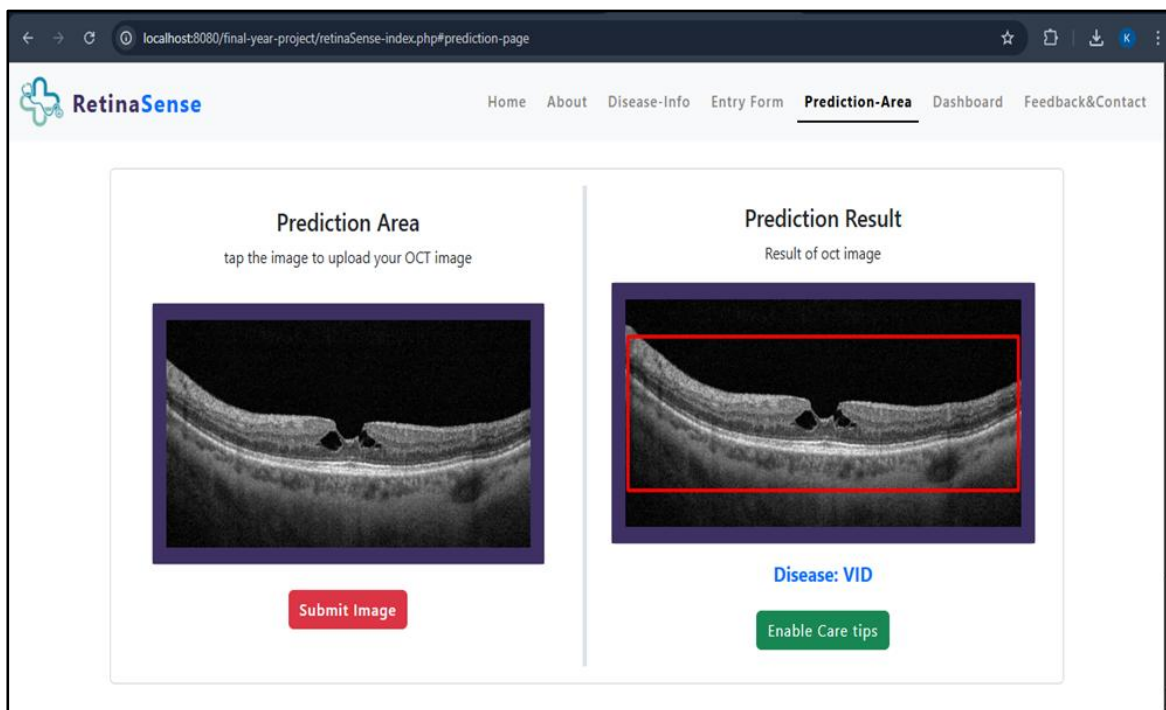 localhost:8080/final-year-project/retinaSense-index.php#prediction-page
K
RetinaSense
Home About Disease-Info Entry Form Prediction-Area Dashboard Feedback&Contact
Prediction Area
tap the image to upload your OCT image
Submit Image
Prediction Result
Result of oct image
Disease: VID
Enable Care tips